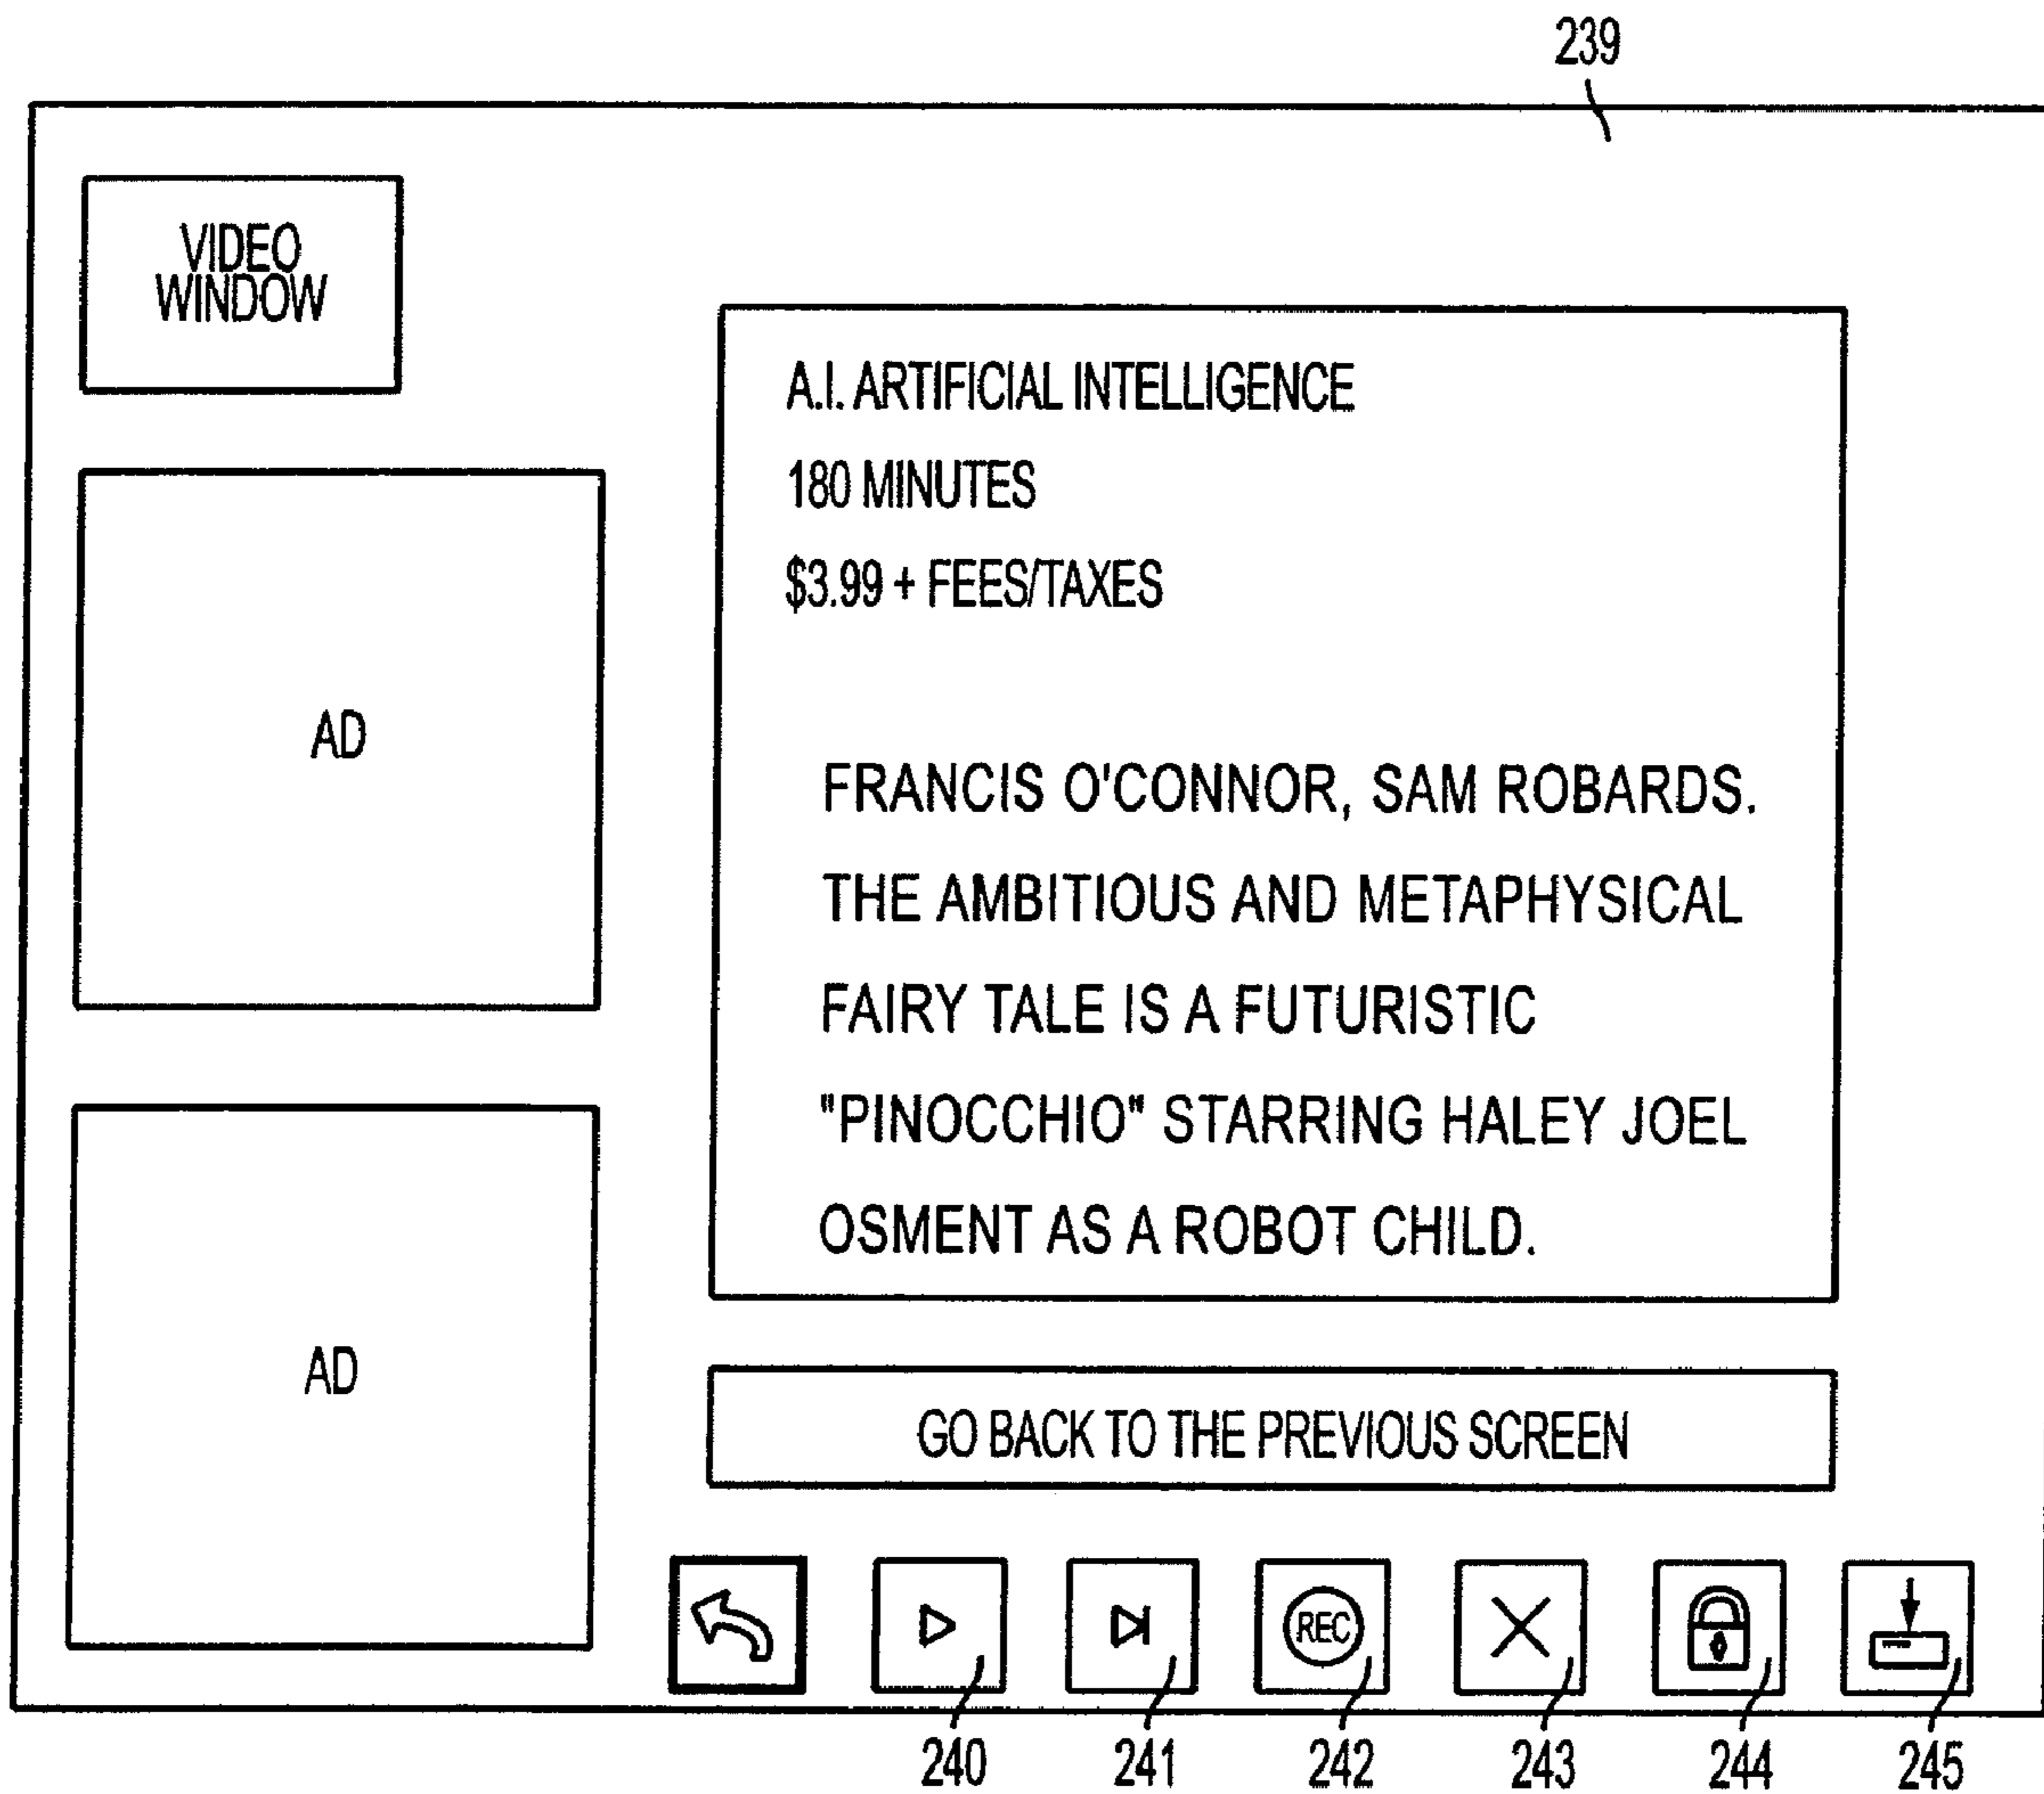 239
VIDEO
WINDOW
AD
AD
A.I. ARTIFICIAL INTELLIGENCE
180 MINUTES
$3.99 + FEES/TAXES
FRANCIS O'CONNOR, SAM ROBARDS.
THE AMBITIOUS AND METAPHYSICAL
FAIRY TALE IS A FUTURISTIC
"PINOCCHIO" STARRING HALEY JOEL
OSMENT AS A ROBOT CHILD.
GO BACK TO THE PREVIOUS SCREEN
REC
240 241 242 243 244 245